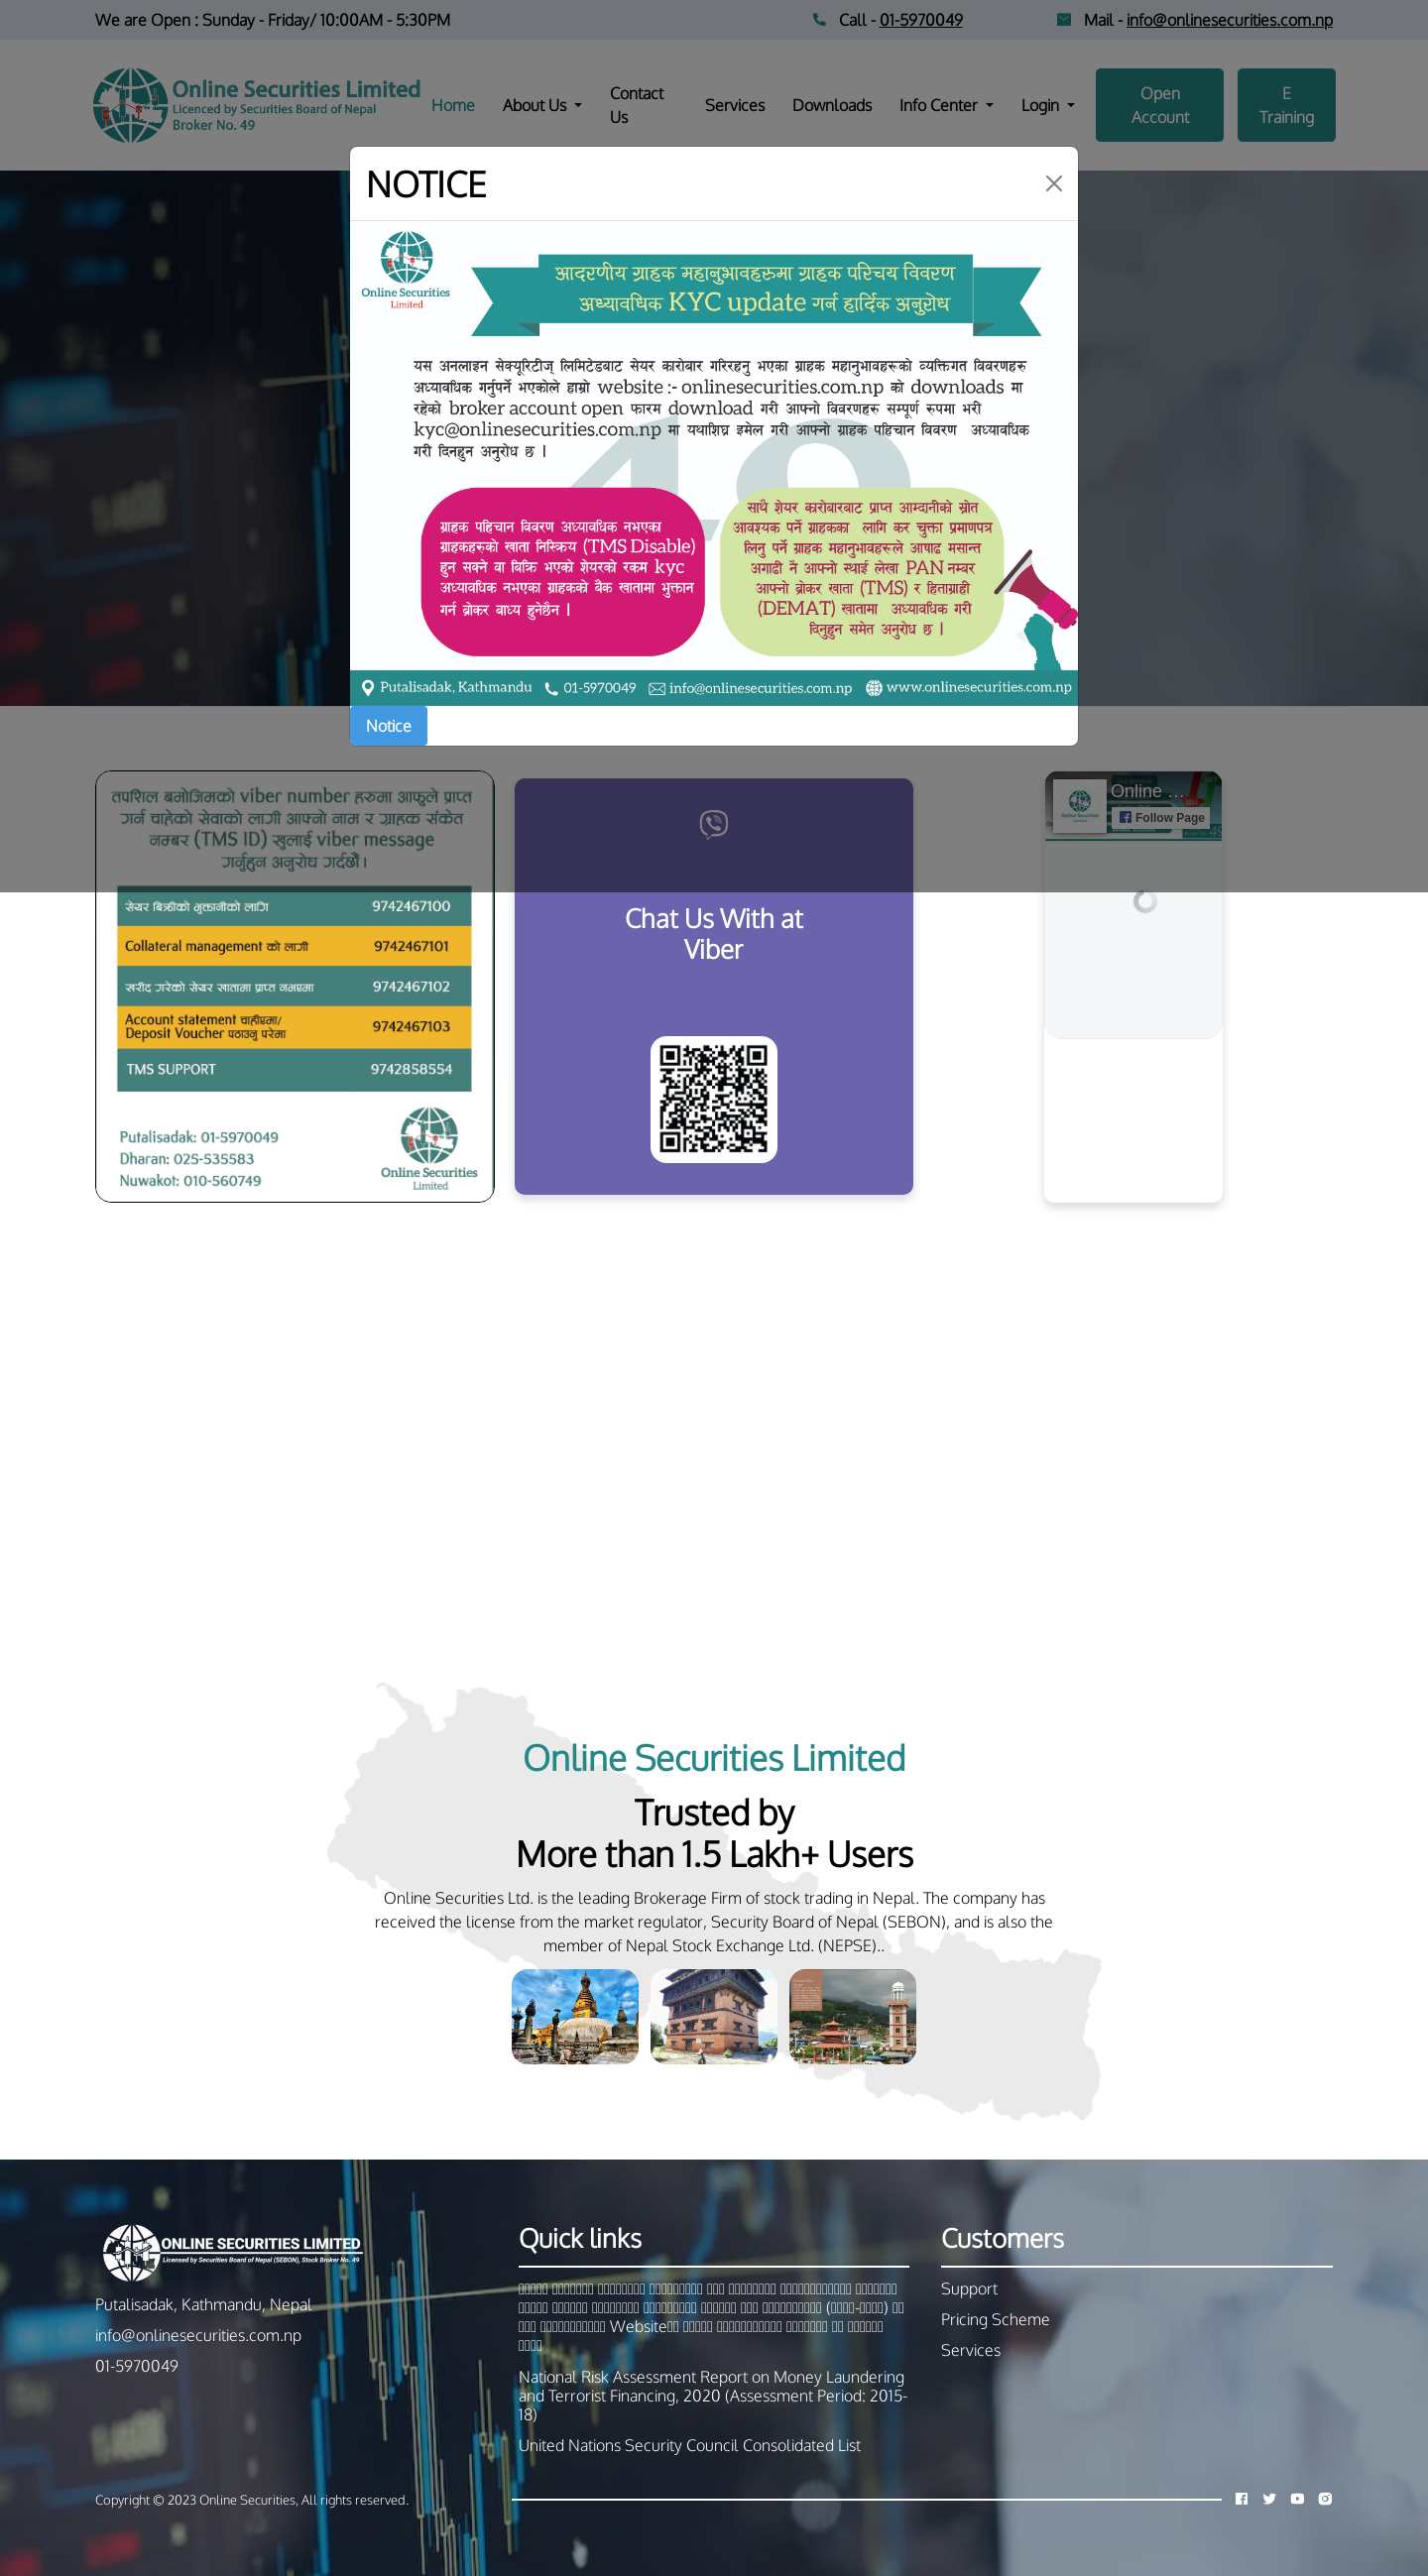 We are Open : Sunday - Friday/ 10:00AM - 5:30PM
Call - 01-5970049
Mail - info@onlinesecurities.com.np
Online Securities Limited
Licenced by Securities Board of Nepal
Broker No. 49
Home
About Us
Contact Us
Services
Downloads
Info Center
Login
Open Account
E Training
NOTICE
Online Securities
Limited
आदरणीय ग्राहक महानुभावहरुमा ग्राहक परिचय विवरण
अध्यावधिक KYC update गर्न हार्दिक अनुरोध
यस अनलाइन सेक्यूरिटीज् लिमिटेडबाट सेयर कारोबार गरिरहनु भएका ग्राहक महानुभावहरूको व्यक्तिगत विवरणहरु
अध्यावधिक गर्नुपर्ने भएकोले हाम्रो website :- onlinesecurities.com.np को downloads मा
रहेको broker account open फारम download गरी आफ्नो विवरणहरु सम्पूर्ण रुपमा भरी
kyc@onlinesecurities.com.np मा यथाशिघ्र इमेल गरी आफ्नो ग्राहक पहिचान विवरण अध्यावधिक
गरी दिनहुन अनुरोध छ ।
49
ग्राहक पहिचान विवरण अध्यावधिक नभएका
ग्राहकहरुको खाता निस्क्रिय (TMS Disable)
हुन सक्ने वा बिक्रि भएको शेयरको रकम kyc
अध्यावधिक नभएका ग्राहकको बैक खातामा भुक्तान
गर्न ब्रोकर बाध्य हुनेछैन ।
साथै शेयर कारोबारबाट प्राप्त आम्दानीको स्रोत
आवश्यक पर्ने ग्राहकका लागि कर चुक्ता प्रमाणपत्र
लिनु पर्ने ग्राहक महानुभावहरूले आषाढ मसान्त
अगाडी नै आफ्नो स्थाई लेखा PAN नम्बर
आफ्नो ब्रोकर खाता (TMS) र हिताग्राही
(DEMAT) खातामा अध्यावधिक गरी
दिनुहुन समेत अनुरोध छ ।
Putalisadak, Kathmandu
01-5970049
info@onlinesecurities.com.np
www.onlinesecurities.com.np
Notice
तपशिल बमोजिमको viber number हरुमा आफुले प्राप्त
गर्न चाहेको सेवाको लागी आफ्नो नाम र ग्राहक संकेत
नम्बर (TMS ID) खुलाई viber message
गर्नुहुन अनुरोध गर्दछौं।
सेयर बिक्रीको भुक्तानीको लागि 9742467100
Collateral management को लागी 9742467101
खरीद गरेको सेयर खातामा प्राप्त नभएमा 9742467102
Account statement चाहीएमा/
Deposit Voucher पठाउनु परेमा 9742467103
TMS SUPPORT 9742858554
Putalisadak: 01-5970049
Dharan: 025-535583
Nuwakot: 010-560749
Online Securities
Limited
Chat Us With at
Viber
Online ...
Follow Page
Online Securities Limited
Trusted by
More than 1.5 Lakh+ Users
Online Securities Ltd. is the leading Brokerage Firm of stock trading in Nepal. The company has
received the license from the market regulator, Security Board of Nepal (SEBON), and is also the
member of Nepal Stock Exchange Ltd. (NEPSE)..
ONLINE SECURITIES LIMITED
Licensed by Securities Board of Nepal (SEBON), Stock Broker No. 49
Putalisadak, Kathmandu, Nepal
info@onlinesecurities.com.np
01-5970049
Quick links
Website
National Risk Assessment Report on Money Laundering
and Terrorist Financing, 2020 (Assessment Period: 2015-
18)
United Nations Security Council Consolidated List
Customers
Support
Pricing Scheme
Services
Copyright © 2023 Online Securities, All rights reserved.